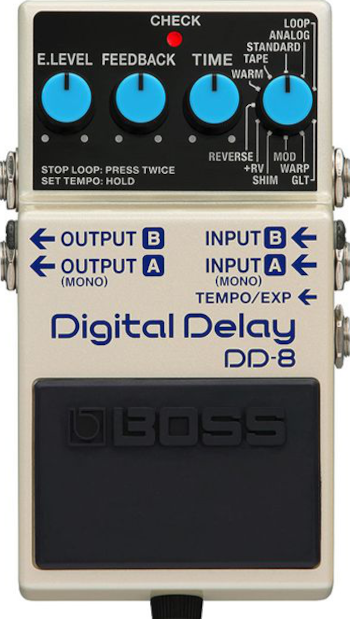 CHECK
E.LEVEL FEEDBACK TIME
LOOP
ANALOG
STANDARD
TAPE
WARM
REVERSE
+RV
SHIM
MOD
WARP
GLT
STOP LOOP: PRESS TWICE
SET TEMPO: HOLD
OUTPUT B
OUTPUT A
(MONO)
INPUT B
INPUT A
(MONO)
TEMPO/EXP
Digital Delay
DD-8
BOSS